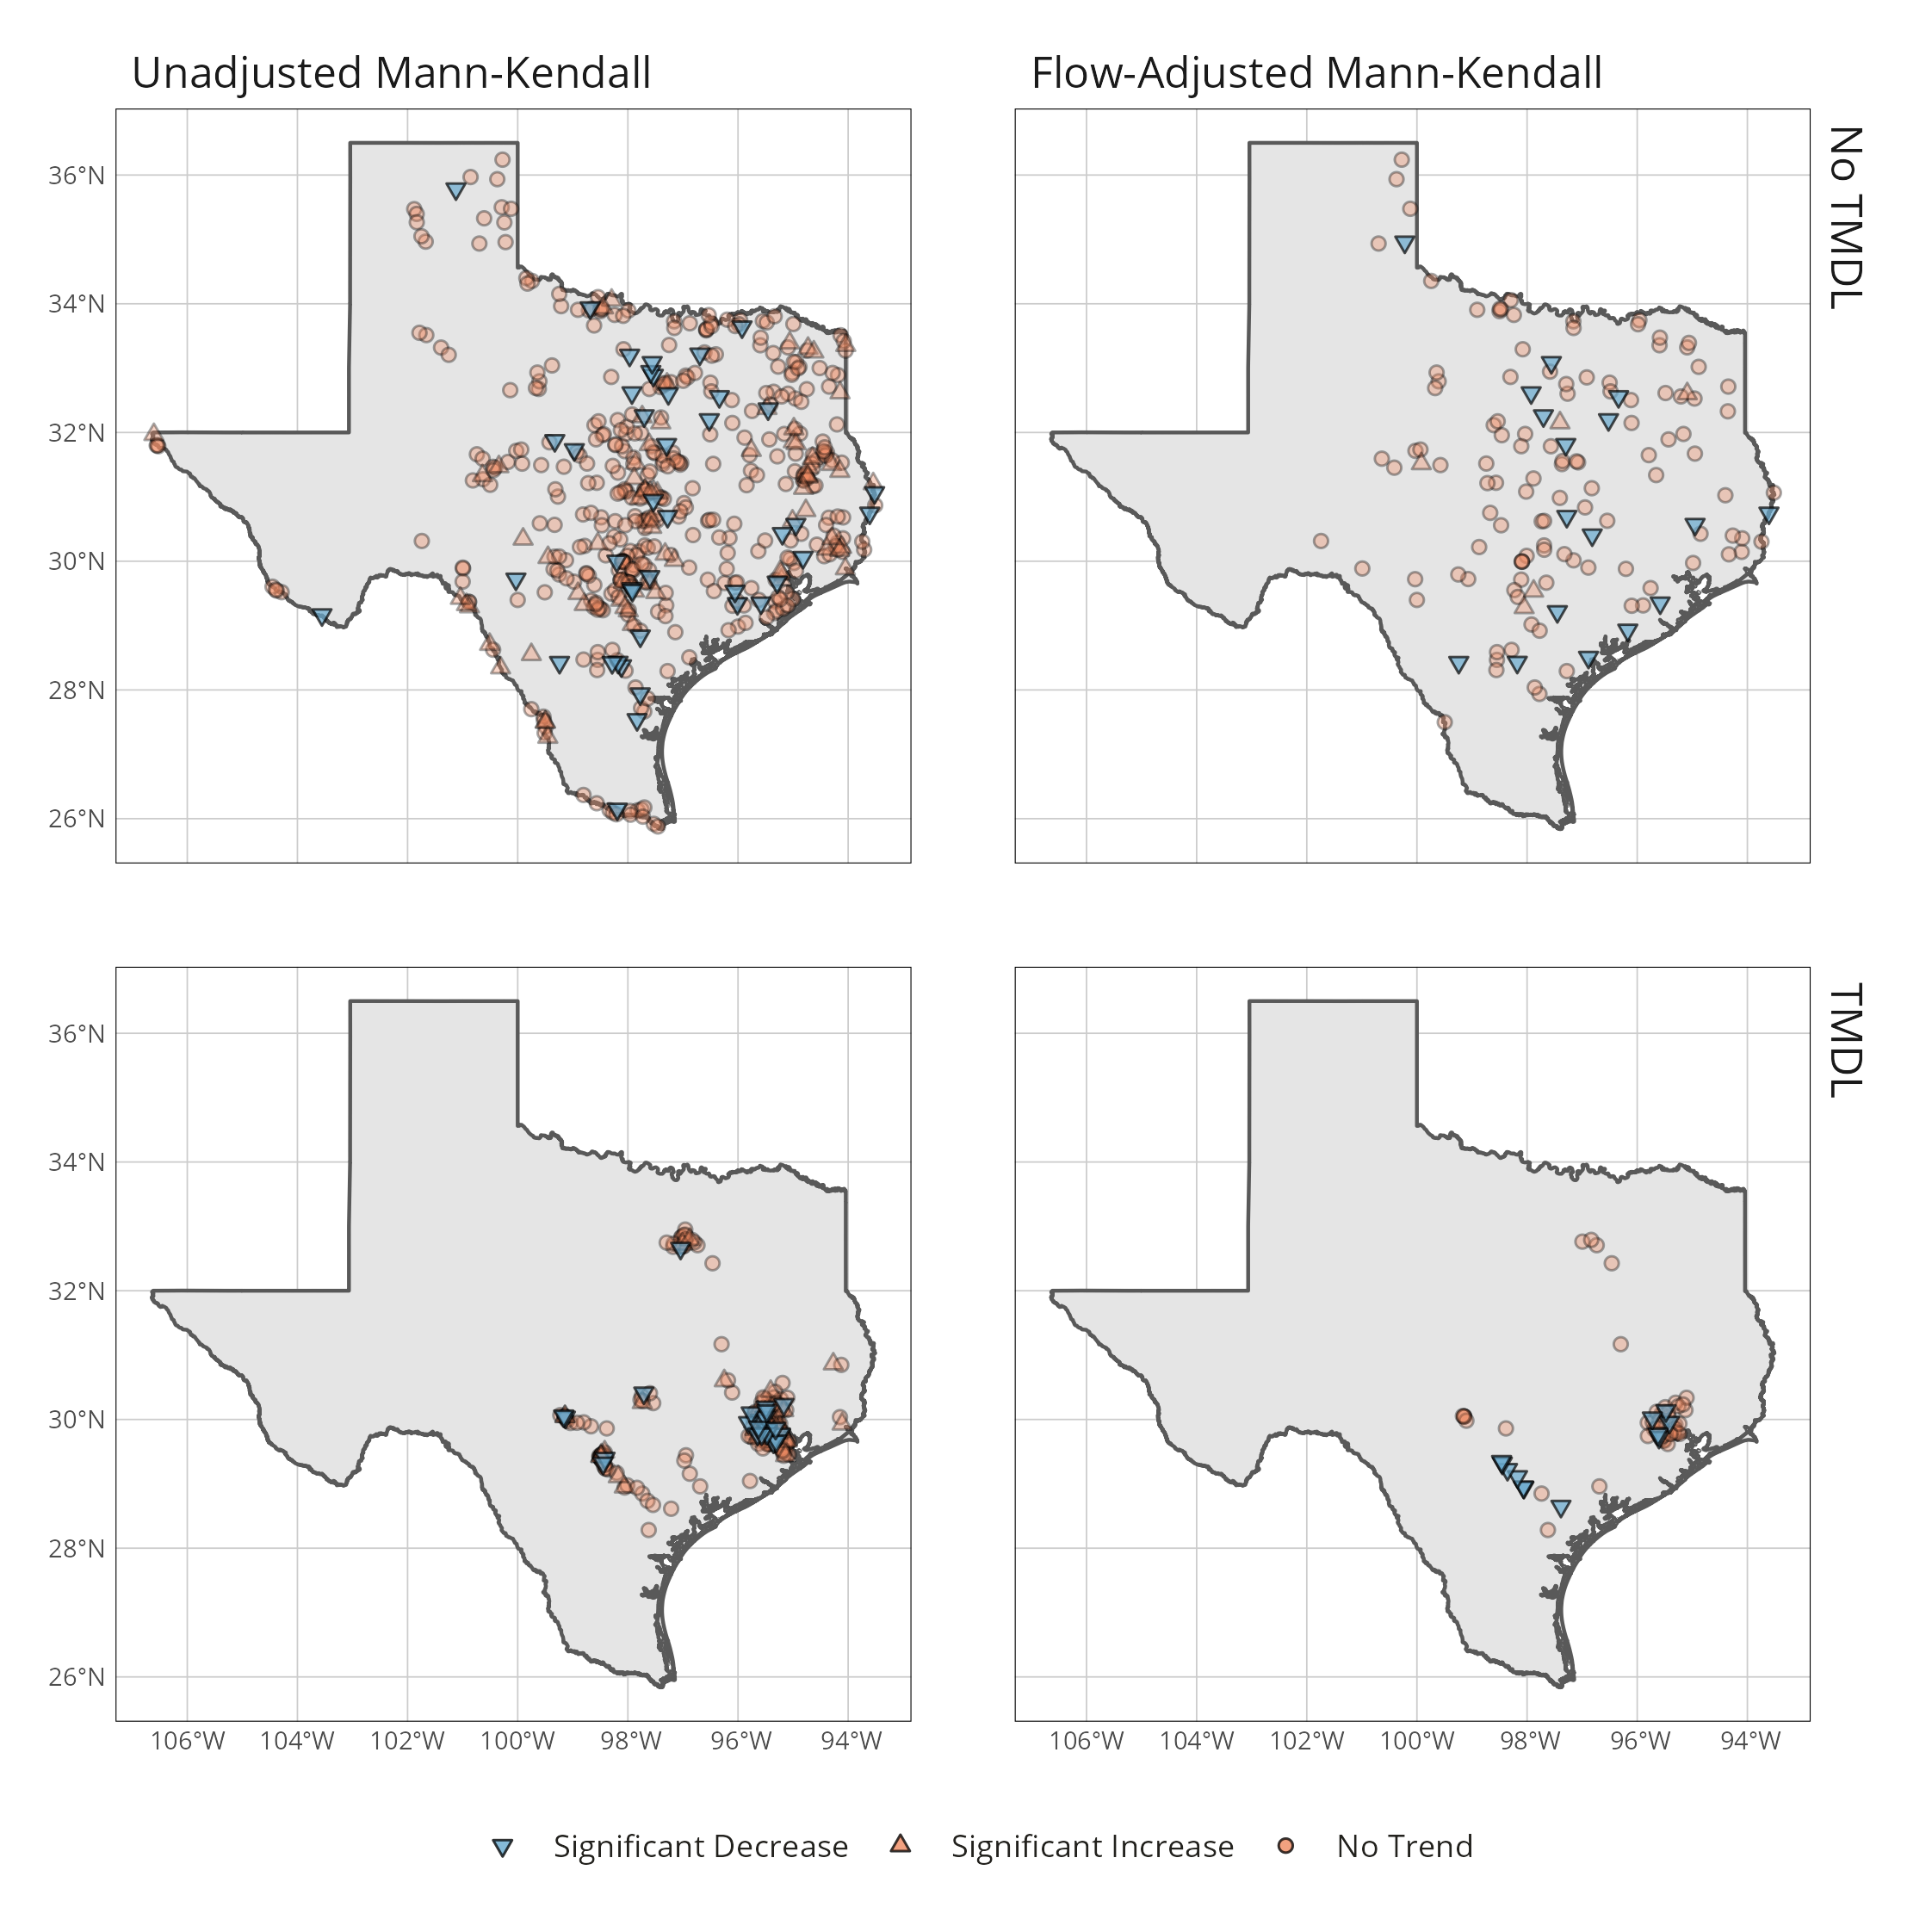 Unadjusted Mann-Kendall
Flow-Adjusted Mann-Kendall
No TMDL
36°N
34°N
32°N
30°N
28°N
26°N
TMDL
36°N
34°N
32°N
30°N
28°N
26°N
106°W 104°W 102°W 100°W 98°W 96°W 94°W
106°W 104°W 102°W 100°W 98°W 96°W 94°W
Significant Decrease Significant Increase No Trend